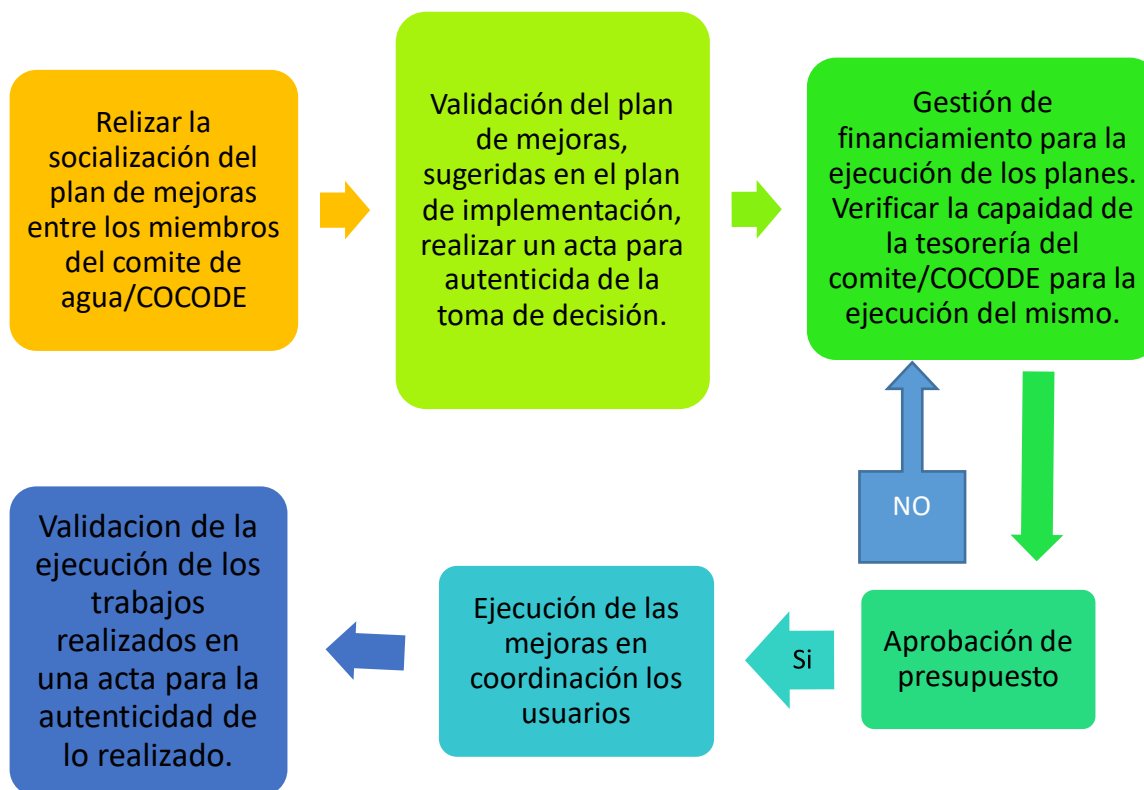 Relizar la
socialización del
plan de mejoras
entre los miembros
del comite de
agua/COCODE
Validación del plan
de mejoras,
sugeridas en el plan
de implementación,
realizar un acta para
autenticida de la
toma de decisión.
Gestión de
financiamiento para la
ejecución de los planes.
Verificar la capaidad de
la tesorería del
comite/COCODE para la
ejecución del mismo.
NO
Aprobación de
presupuesto
Si
Ejecución de las
mejoras en
coordinación los
usuarios
Validacion de la
ejecución de los
trabajos
realizados en
una acta para la
autenticidad de
lo realizado.